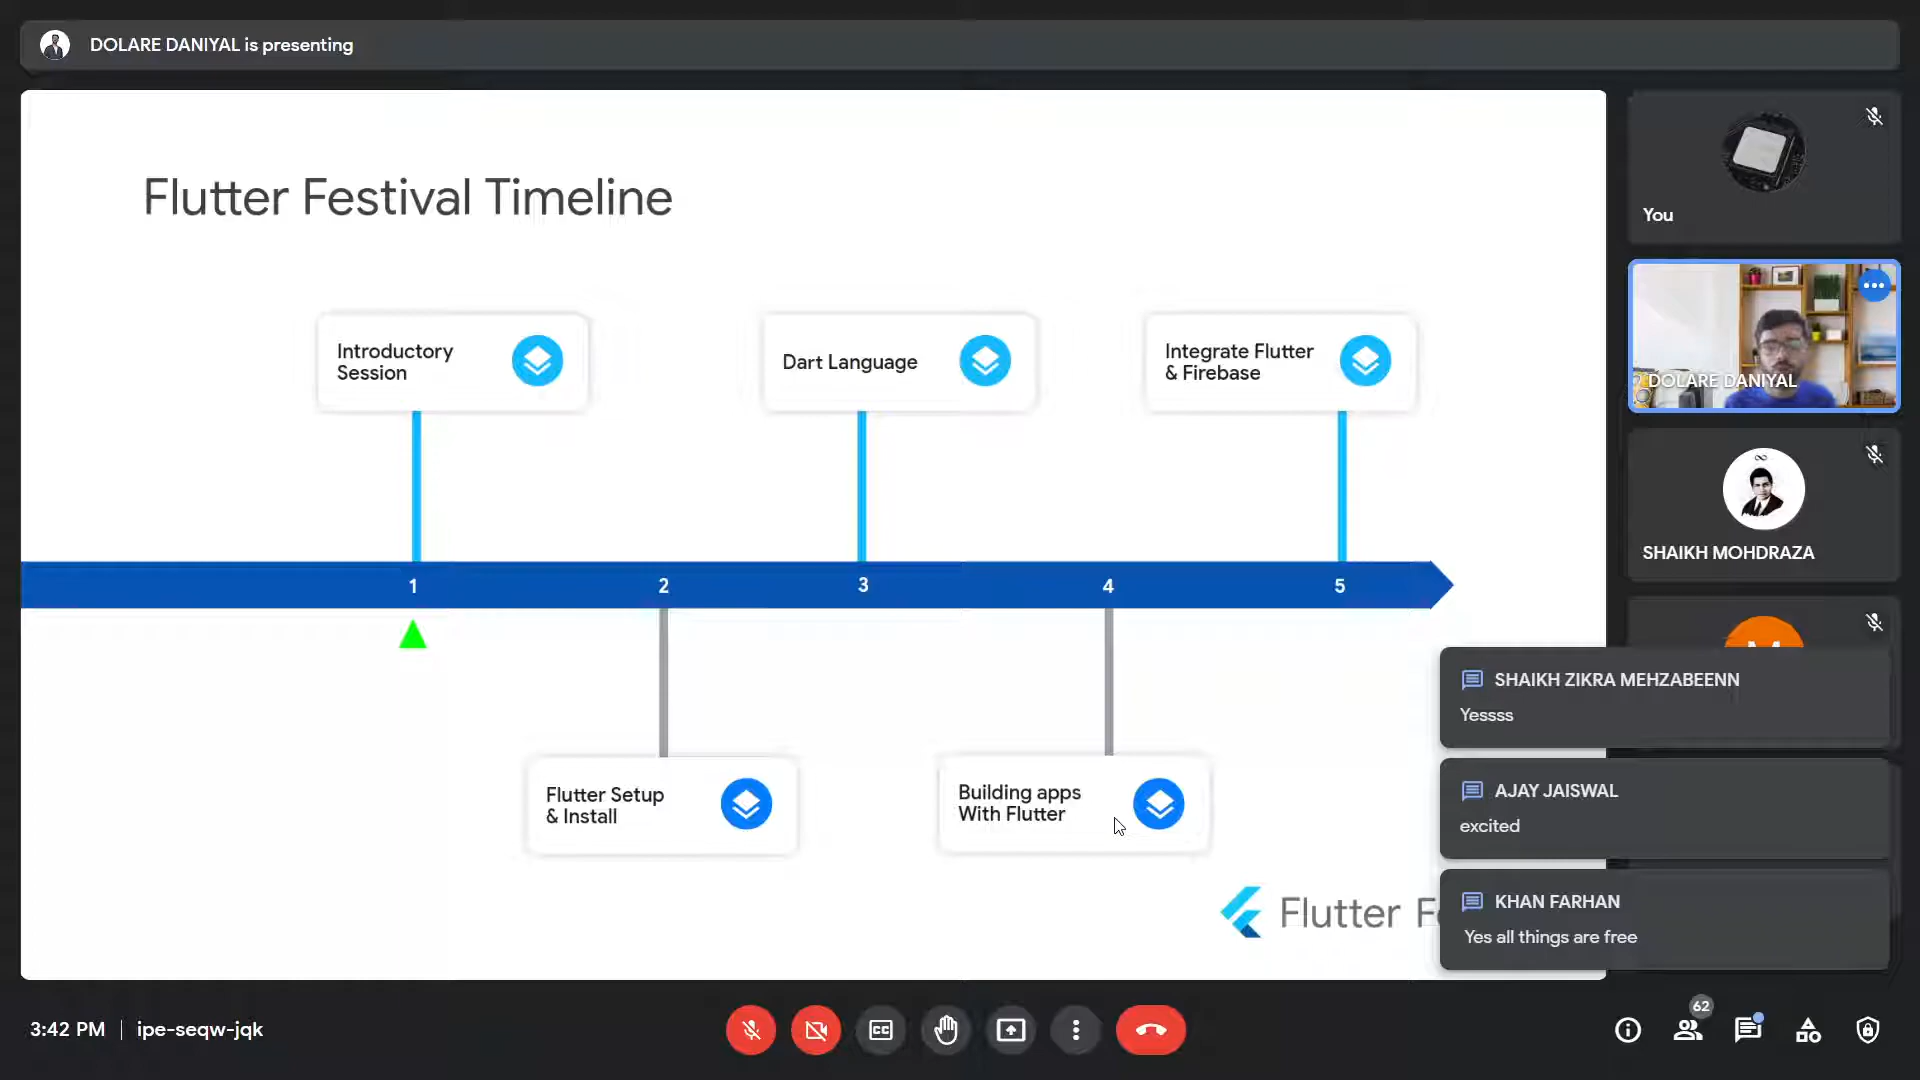 DOLARE DANIYAL is presenting
Flutter Festival Timeline
Introductory
Session
Dart Language
Integrate Flutter
& Firebase
1
2
3
4
5
Flutter Setup
& Install
Building apps
With Flutter
Flutter
You
DOLARE DANIYAL
SHAIKH MOHDRAZA
SHAIKH ZIKRA MEHZABEENN
Yessss
AJAY JAISWAL
excited
KHAN FARHAN
Yes all things are free
3:42 PM
ipe-seqw-jqk
CC
62